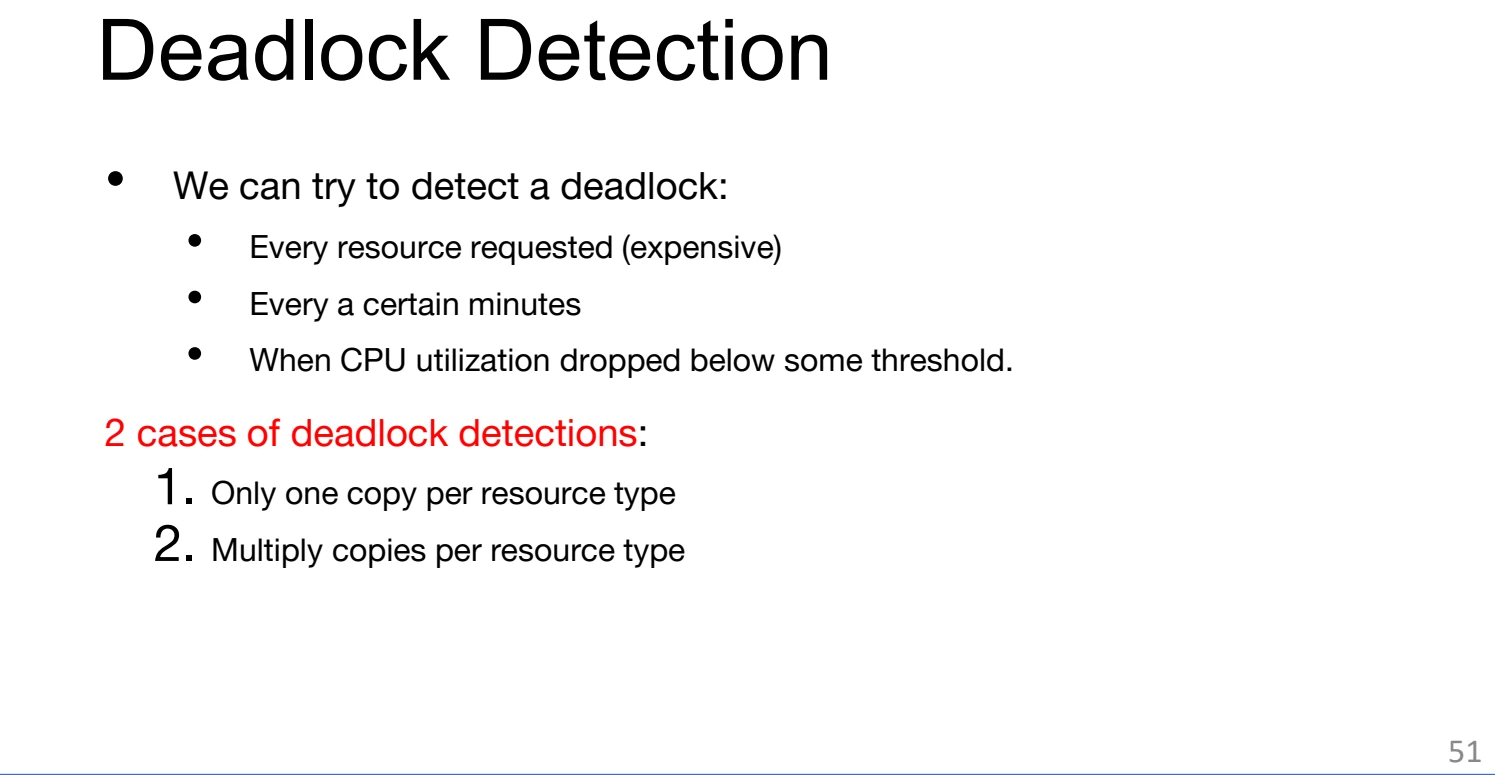 Deadlock Detection
• We can try to detect a deadlock:
• Every resource requested (expensive)
• Every a certain minutes
• When CPU utilization dropped below some threshold.
2 cases of deadlock detections:
1. Only one copy per resource type
2. Multiply copies per resource type
51